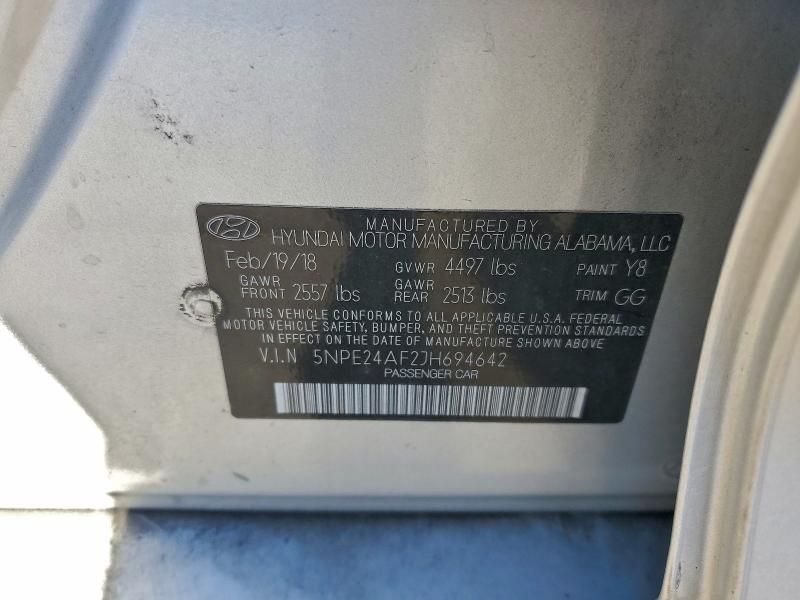 MANUFACTURED BY
HYUNDAI MOTOR MANUFACTURING ALABAMA, LLC
Feb/19/18 GVWR 4497 lbs PAINT Y8
GAWR FRONT 2557 lbs GAWR REAR 2513 lbs TRIM GG
THIS VEHICLE CONFORMS TO ALL APPLICABLE U.S.A. FEDERAL
MOTOR VEHICLE SAFETY, BUMPER, AND THEFT PREVENTION STANDARDS
IN EFFECT ON THE DATE OF MANUFACTURE SHOWN ABOVE.
V.I.N 5NPE24AF2JH694642
PASSENGER CAR